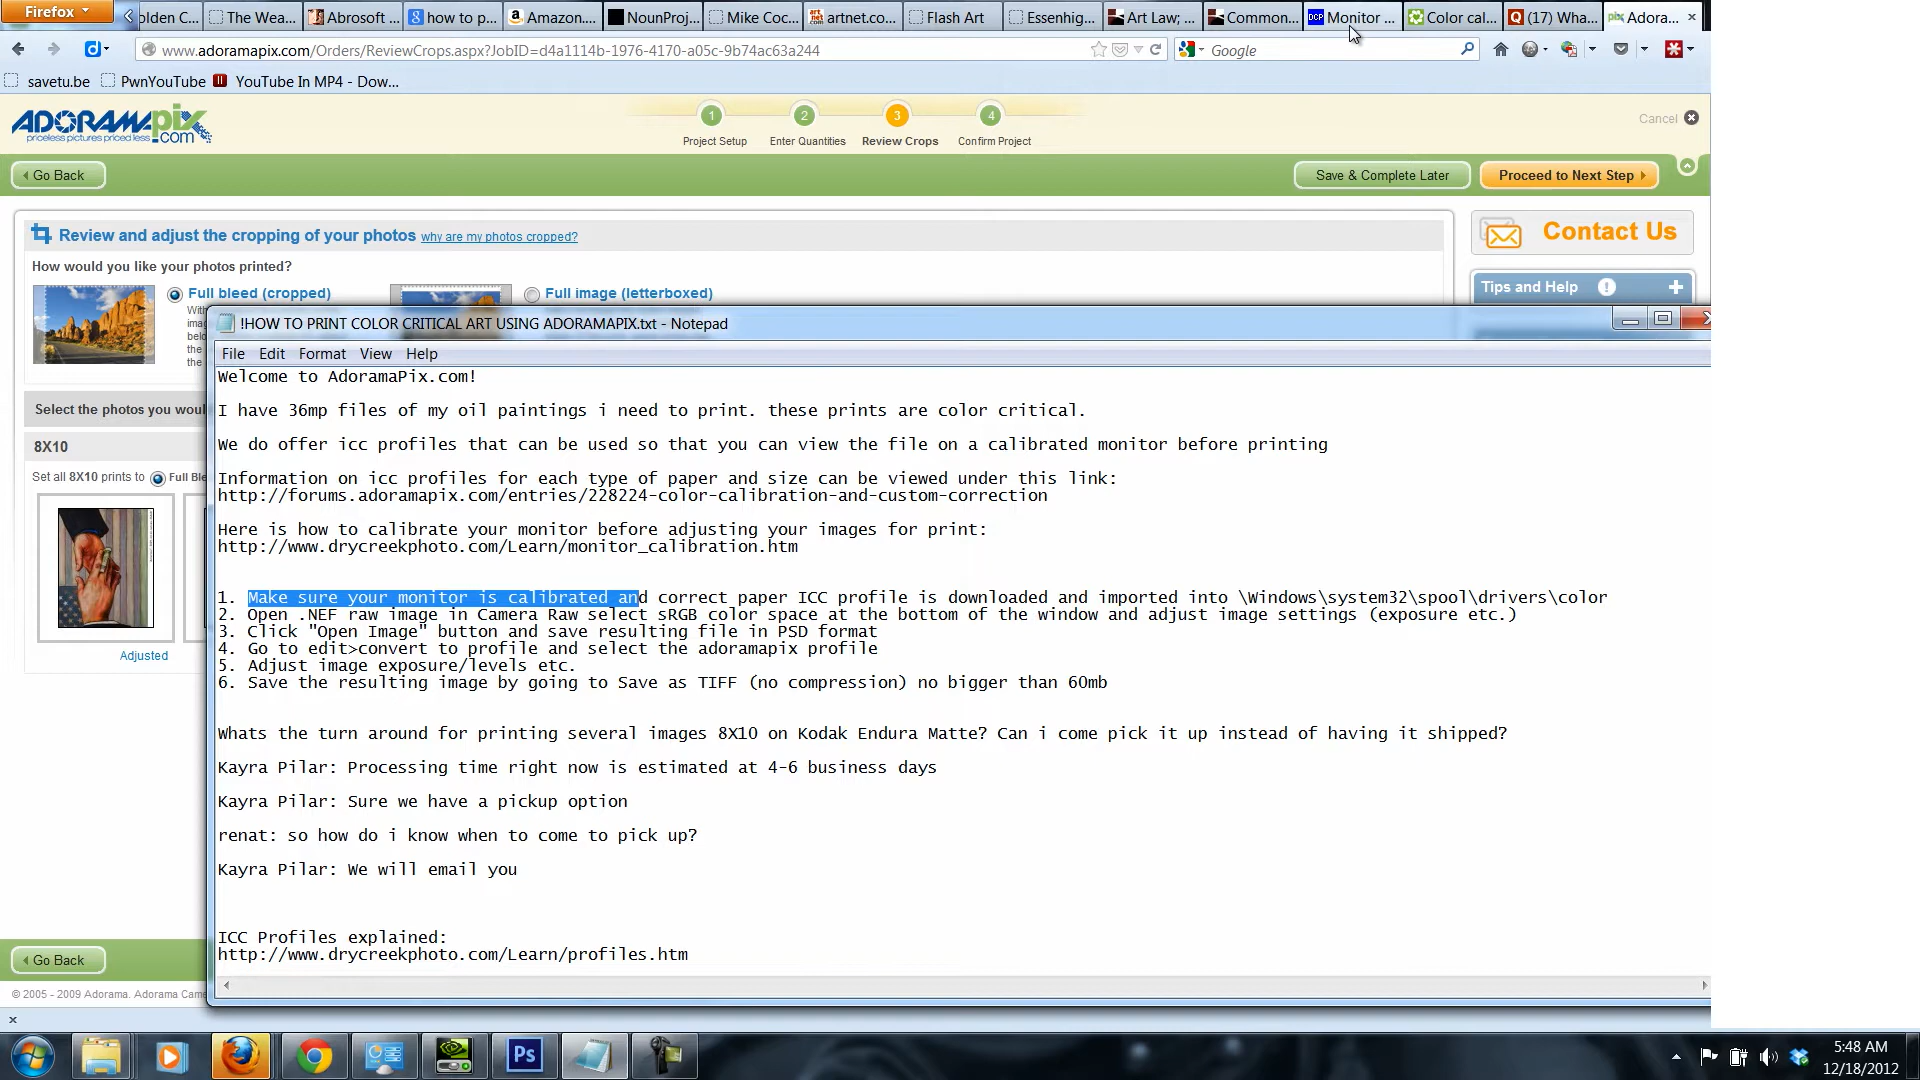 Firefox
olden C...
The Wea...
Abrosoft ...
how to p...
Amazon....
NounProj...
Mike Coc...
artnet.co...
Flash Art
Essenhig...
Art Law; ...
Common...
Monitor ...
Color cal...
(17) Wha...
Adora...
www.adoramapix.com/Orders/ReviewCrops.aspx?JobID=d4a1114b-1976-4170-a05c-9b74ac63a244
Google
savetu.be
PwnYouTube
YouTube In MP4 - Dow...
ADORAMApix
.com
priceless pictures priced less
1
2
3
4
Project Setup
Enter Quantities
Review Crops
Confirm Project
Cancel
Go Back
Save & Complete Later
Proceed to Next Step
Review and adjust the cropping of your photos why are my photos cropped?
Contact Us
How would you like your photos printed?
Full bleed (cropped)
Full image (letterboxed)
Tips and Help
With
imag
belo
the
the
Select the photos you wou
8X10
Set all 8X10 prints to Full Ble
Adjusted
!HOW TO PRINT COLOR CRITICAL ART USING ADORAMAPIX.txt - Notepad
File Edit Format View Help
Welcome to AdoramaPix.com!
I have 36mp files of my oil paintings i need to print. these prints are color critical.
We do offer icc profiles that can be used so that you can view the file on a calibrated monitor before printing
Information on icc profiles for each type of paper and size can be viewed under this link:
http://forums.adoramapix.com/entries/228224-color-calibration-and-custom-correction
Here is how to calibrate your monitor before adjusting your images for print:
http://www.drycreekphoto.com/Learn/monitor_calibration.htm
1. Make sure your monitor is calibrated and correct paper ICC profile is downloaded and imported into \Windows\system32\spool\drivers\color
2. Open .NEF raw image in Camera Raw select sRGB color space at the bottom of the window and adjust image settings (exposure etc.)
3. Click "Open Image" button and save resulting file in PSD format
4. Go to edit>convert to profile and select the adoramapix profile
5. Adjust image exposure/levels etc.
6. Save the resulting image by going to Save as TIFF (no compression) no bigger than 60mb
Whats the turn around for printing several images 8X10 on Kodak Endura Matte? Can i come pick it up instead of having it shipped?
Kayra Pilar: Processing time right now is estimated at 4-6 business days
Kayra Pilar: Sure we have a pickup option
renat: so how do i know when to come to pick up?
Kayra Pilar: We will email you
ICC Profiles explained:
http://www.drycreekphoto.com/Learn/profiles.htm
Go Back
© 2005 - 2009 Adorama. Adorama Came
Ps
5:48 AM
12/18/2012